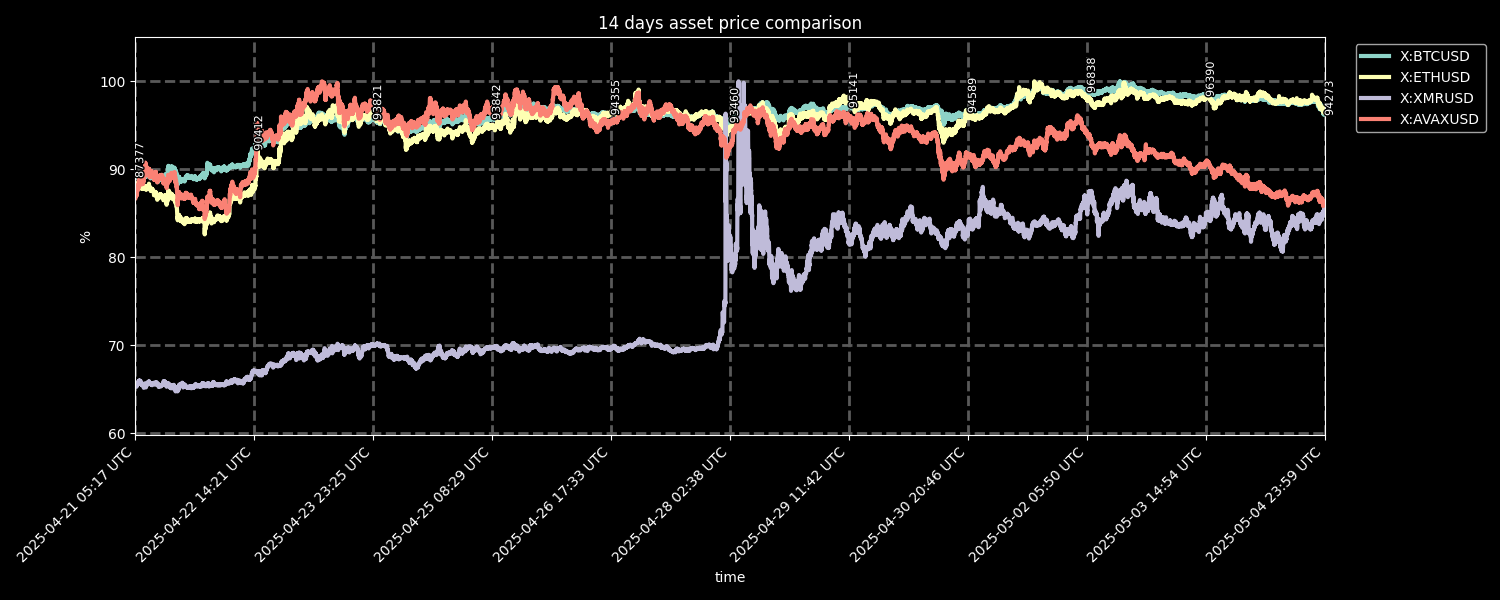 14 days asset price comparison
X:BTCUSD
X:ETHUSD
X:XMRUSD
X:AVAXUSD
%
100
90
80
70
60
87377
90412
93821
93842
94355
93460
95141
94589
96838
96390
94273
2025-04-21 05:17 UTC
2025-04-22 14:21 UTC
2025-04-23 23:25 UTC
2025-04-25 08:29 UTC
2025-04-26 17:33 UTC
2025-04-28 02:38 UTC
2025-04-29 11:42 UTC
2025-04-30 20:46 UTC
2025-05-02 05:50 UTC
2025-05-03 14:54 UTC
2025-05-04 23:59 UTC
time